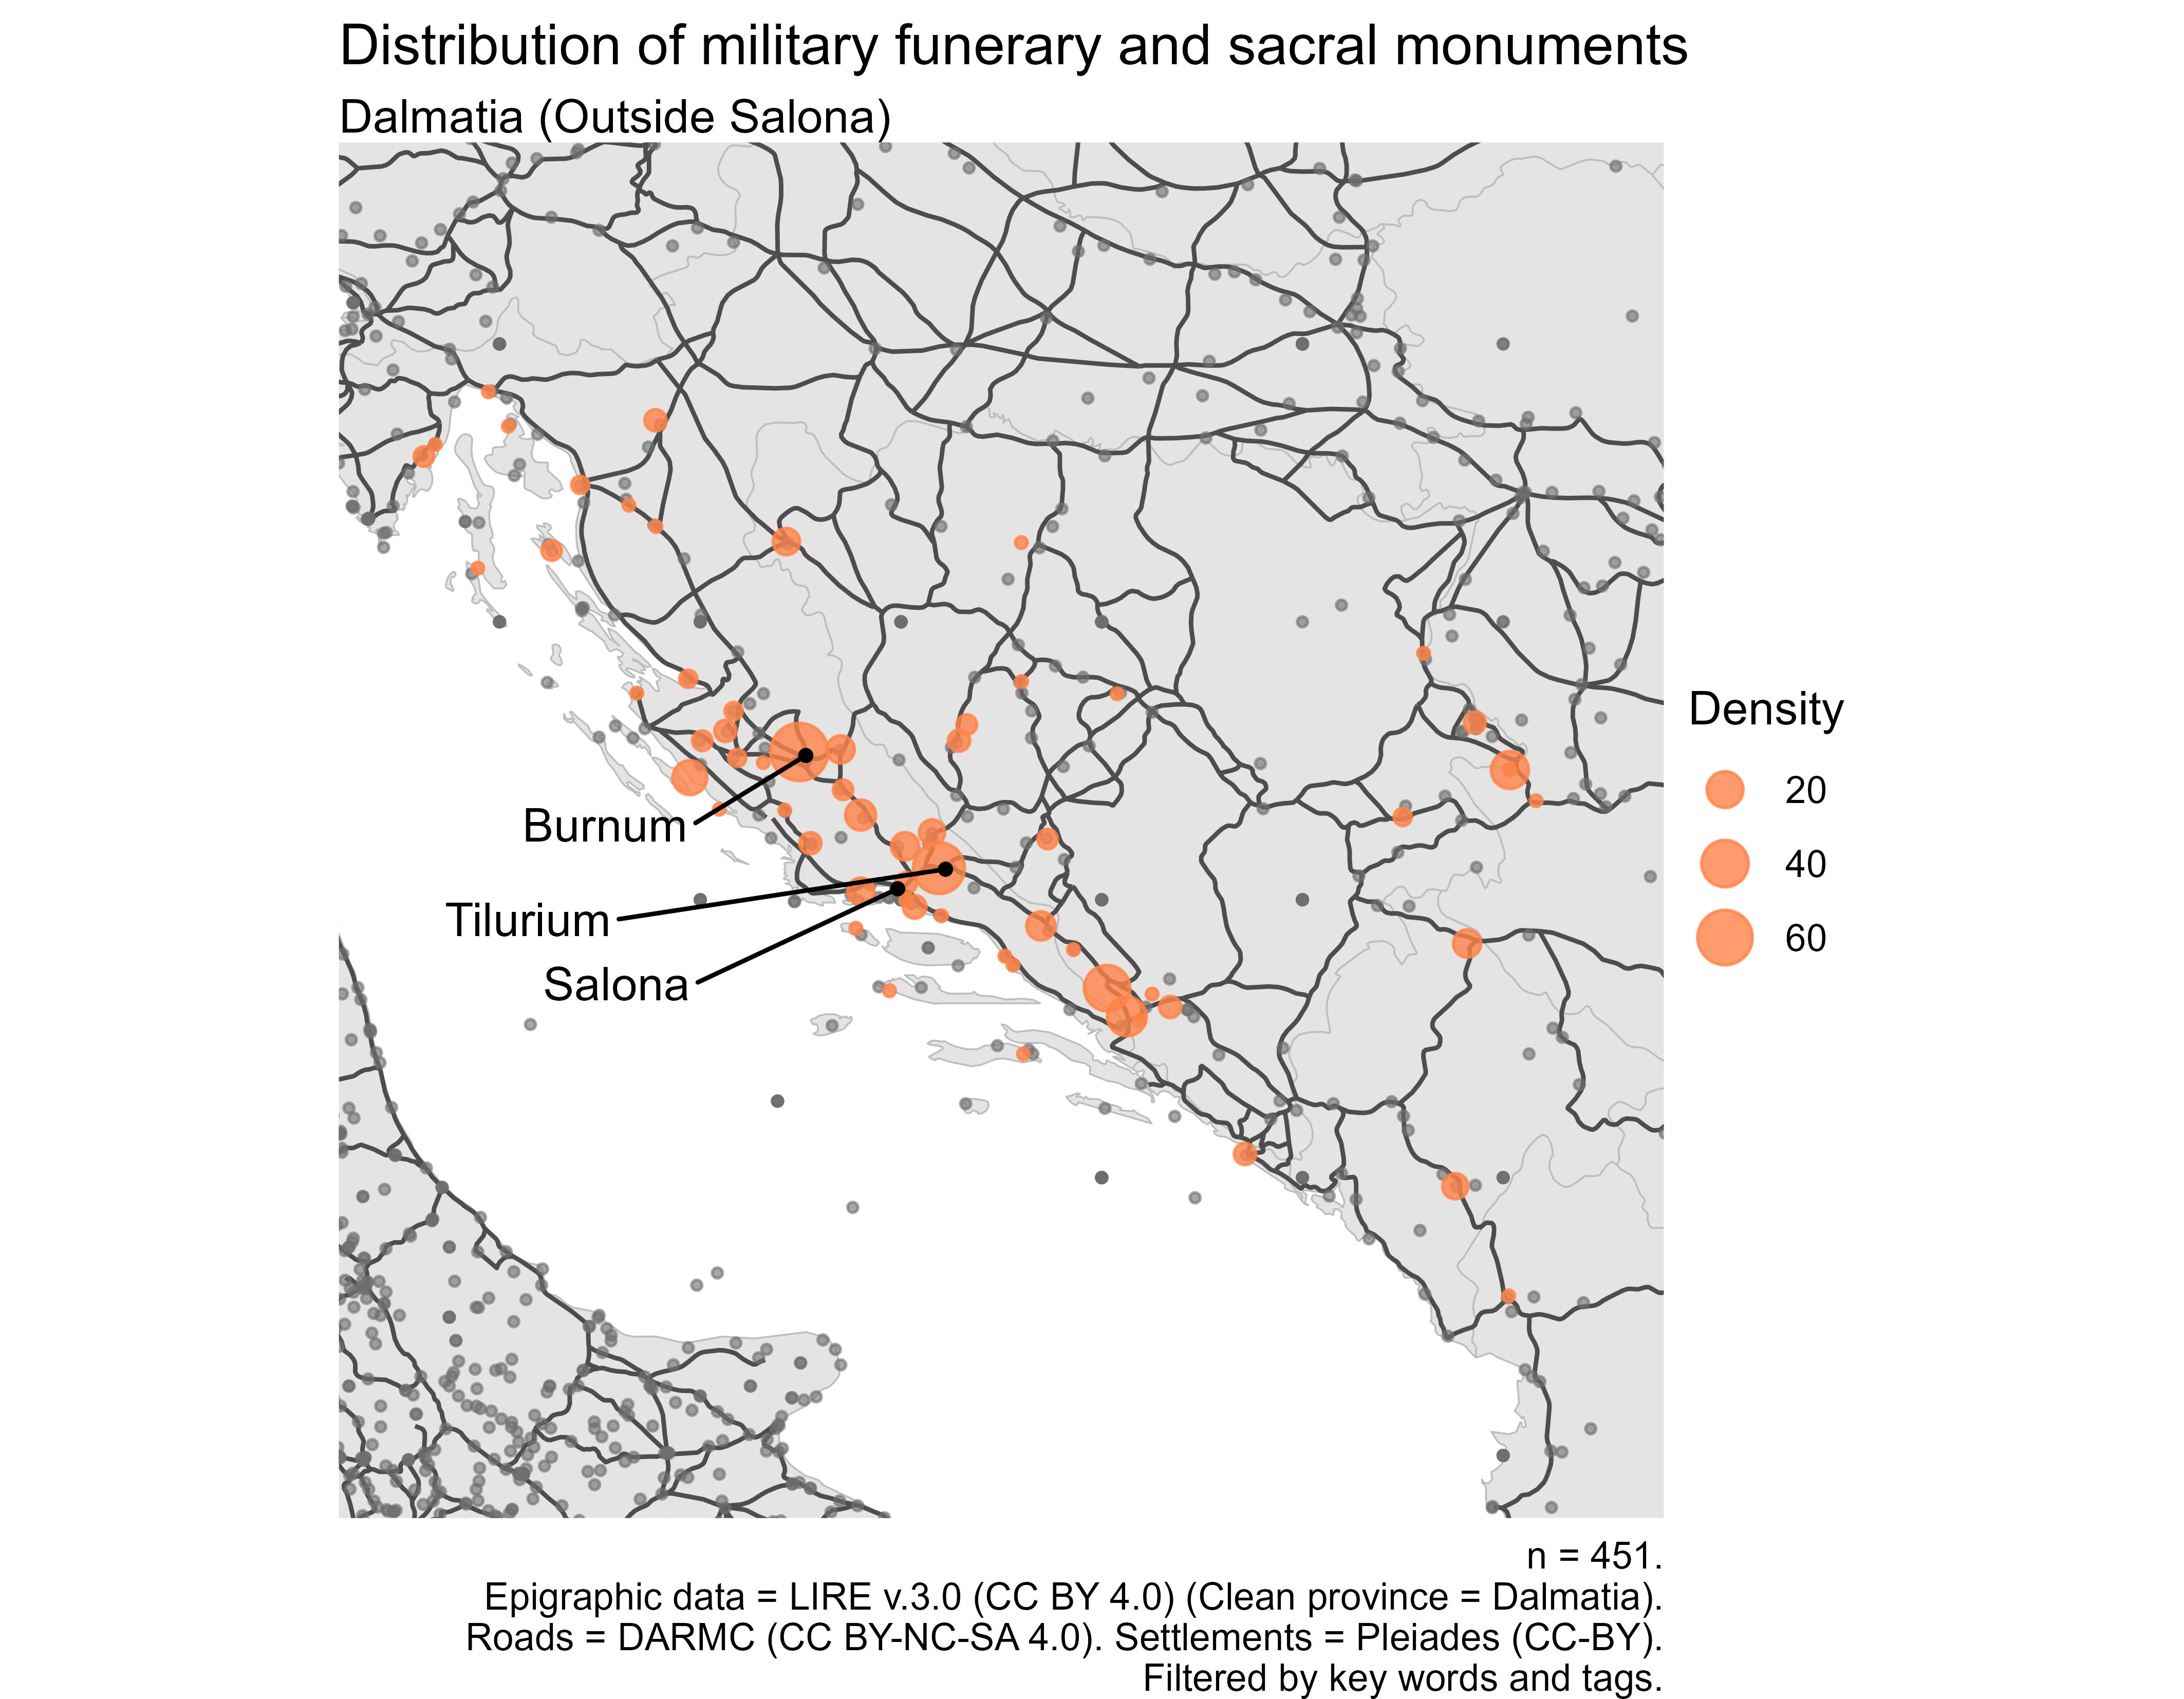 Distribution of military funerary and sacral monuments
Dalmatia (Outside Salona)
Burnum
Tilurium
Salona
Density
20
40
60
n = 451.
Epigraphic data = LIRE v.3.0 (CC BY 4.0) (Clean province = Dalmatia).
Roads = DARMC (CC BY-NC-SA 4.0). Settlements = Pleiades (CC-BY).
Filtered by key words and tags.